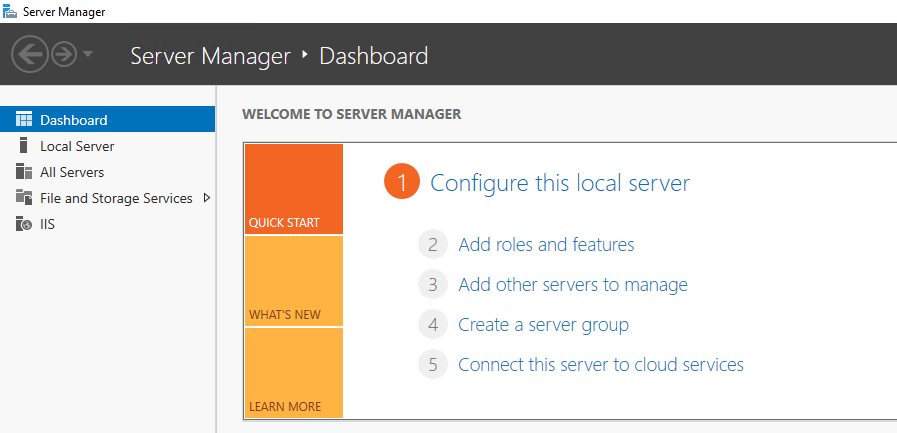 Server Manager
Server Manager ‣ Dashboard
Dashboard
Local Server
All Servers
File and Storage Services
IIS
WELCOME TO SERVER MANAGER
QUICK START
WHAT'S NEW
LEARN MORE
1 Configure this local server
2 Add roles and features
3 Add other servers to manage
4 Create a server group
5 Connect this server to cloud services